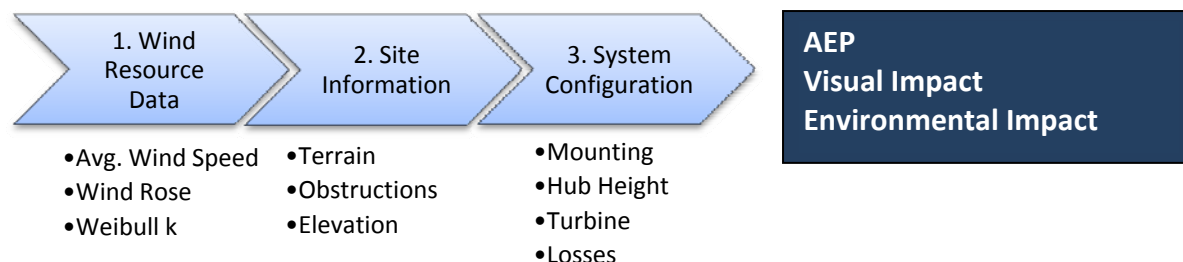 1. Wind
Resource
Data
2. Site
Information
3. System
Configuration
AEP
Visual Impact
Environmental Impact
•Avg. Wind Speed
•Wind Rose
•Weibull k
•Terrain
•Obstructions
•Elevation
•Mounting
•Hub Height
•Turbine
•Losses